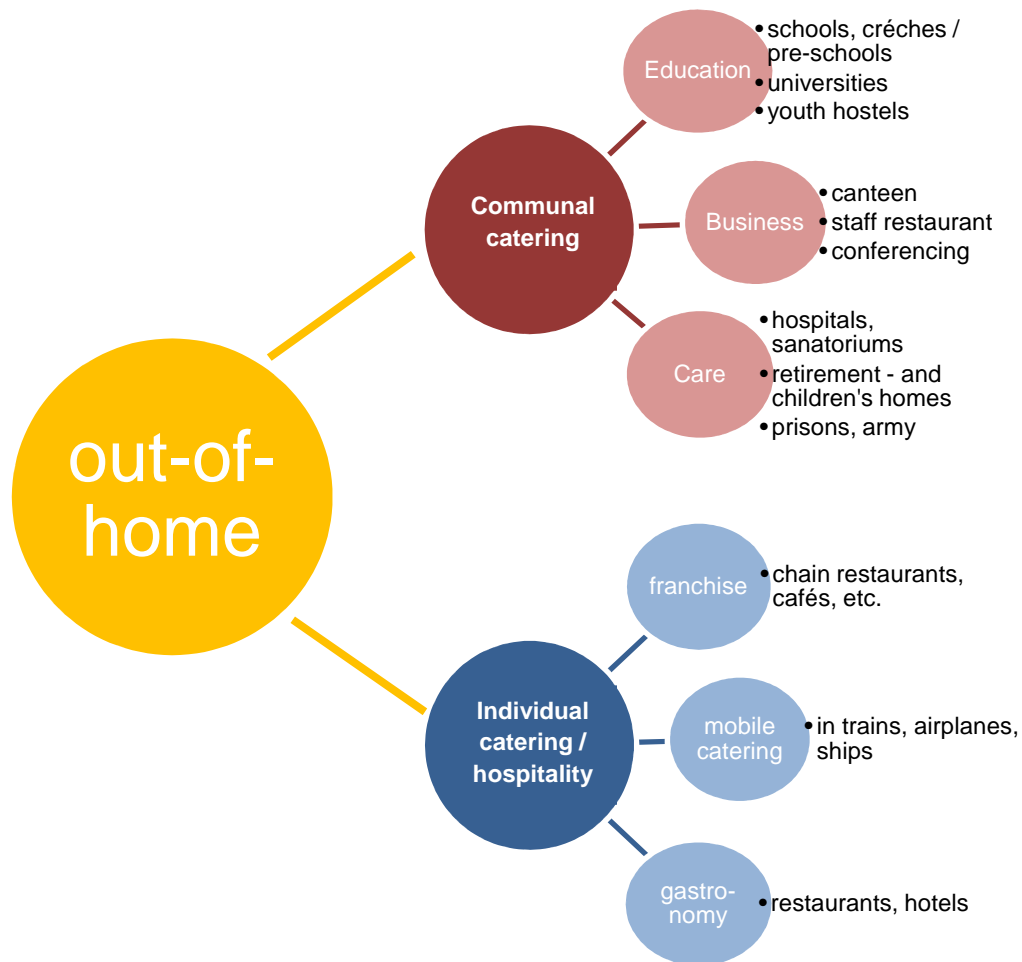 out-of-
home
Communal
catering
Education
• schools, créches /
pre-schools
• universities
• youth hostels
Business
• canteen
• staff restaurant
• conferencing
Care
• hospitals,
sanatoriums
• retirement - and
children's homes
• prisons, army
Individual
catering /
hospitality
franchise
• chain restaurants,
cafés, etc.
mobile
catering
• in trains, airplanes,
ships
gastro-
nomy
• restaurants, hotels